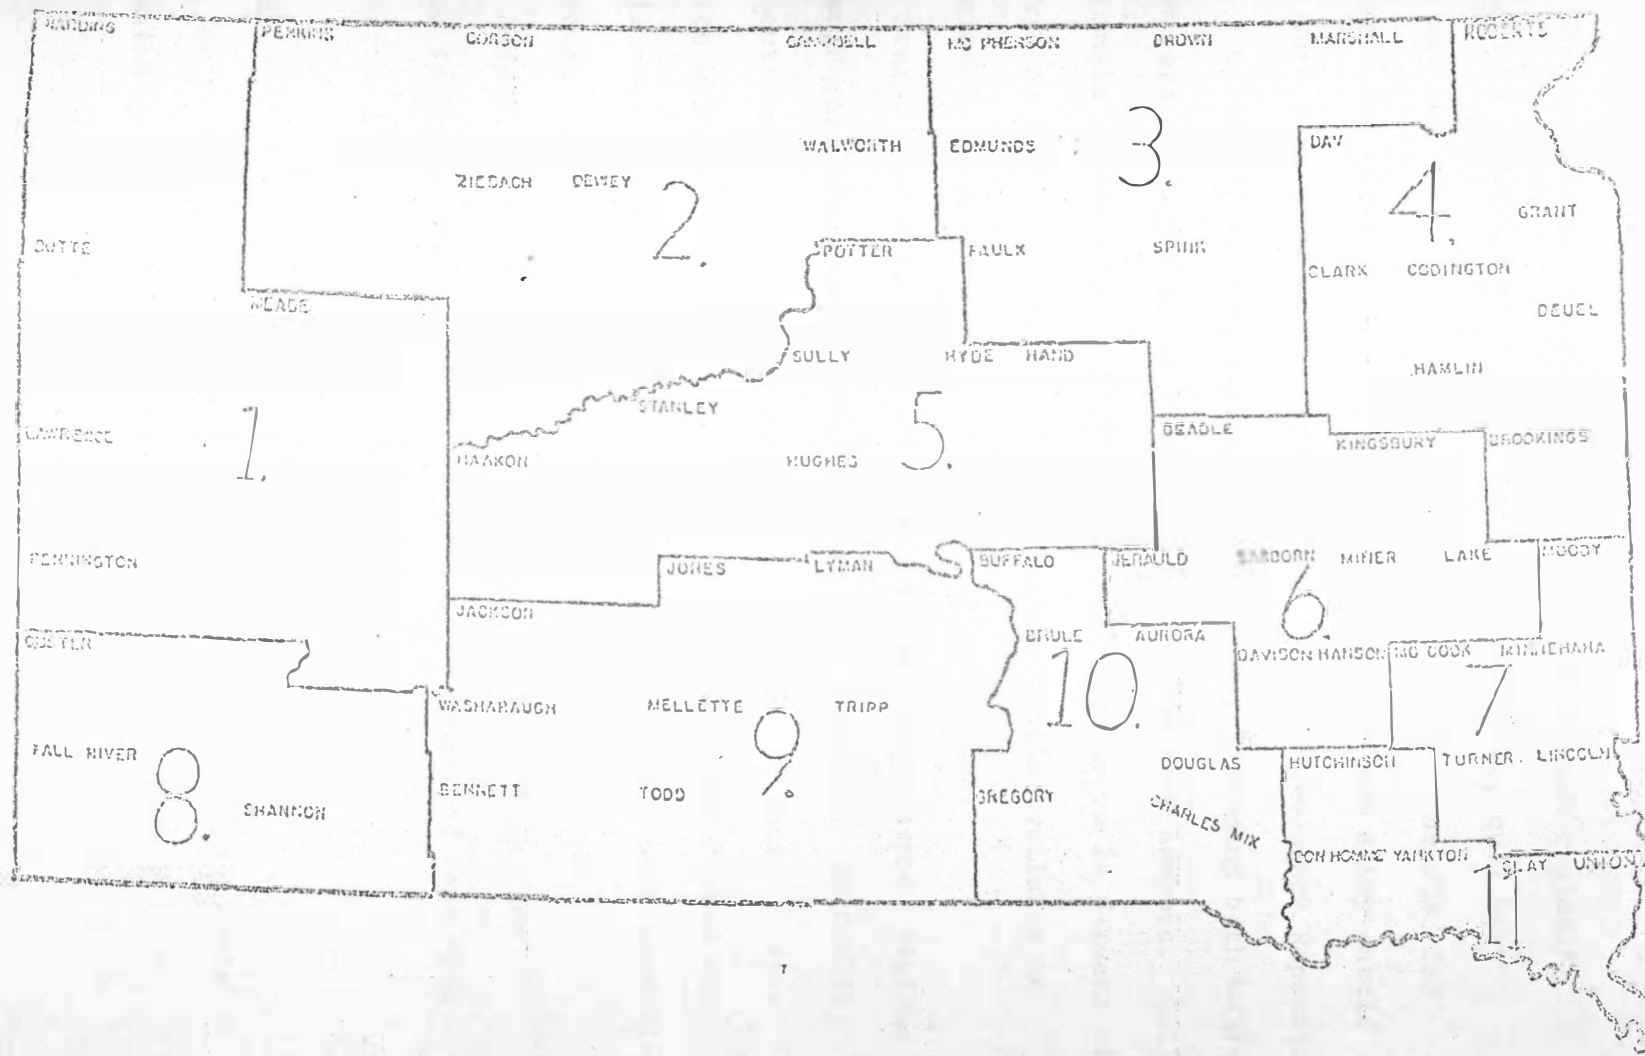 HARDING PERKINS CORSON CAMPBELL MC PHERSON BROWN MARSHALL ROBERTS
3.
WALWORTH EDMUNDS DAY
ZIEBACH DEWEY 2. 4. GRANT
BUTTE POTTER FAULK SPINK
CLARK CODINGTON
MEADE DEUEL
SULLY HYDE HAND
HAMLIN
STANLEY
LAWRENCE 1. 5. BEADLE KINGSBURY BROOKINGS
HAAKON HUGHES
PENNINGTON JONES LYMAN BUFFALO JERAULD SANBORN MINER LAKE MOODY
JACKSON 6.
CUSTER BRULE AURORA
DAVISON HANSON MC COOK MINNEHAHA
10. 7
WASHABAUGH MELLETTE TRIPP
9.
FALL RIVER DOUGLAS HUTCHINSON TURNER LINCOLN
8. BENNETT TODD GREGORY
SHANNON CHARLES MIX
BON HOMME YANKTON CLAY UNION
11
7